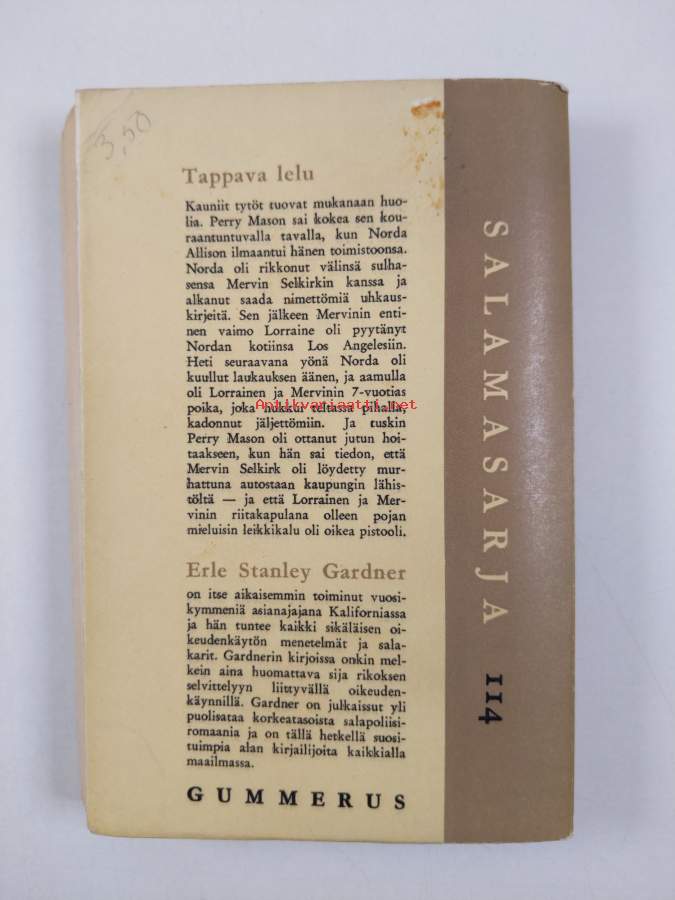 3,50
Tappava lelu
Kauniit tytöt tuovat mukanaan huo-
lia. Perry Mason sai kokea sen kou-
raantuntuvalla tavalla, kun Norda
Allison ilmaantui hänen toimistoonsa.
Norda oli rikkonut välinsä sulha-
sensa Mervin Selkirkin kanssa ja
alkanut saada nimettömiä uhkaus-
kirjeitä. Sen jälkeen Mervinin enti-
nen vaimo Lorraine oli pyytänyt
Nordan kotiinsa Los Angelesiin.
Heti seuraavana yönä Norda oli
kuullut laukauksen äänen, ja aamulla
oli Lorrainen ja Mervinin 7-vuotias
poika, joka nukkui teltassa pihalla,
kadonnut jäljettömiin. Ja tuskin
Perry Mason oli ottanut jutun hoi-
taakseen, kun hän sai tiedon, että
Mervin Selkirk oli löydetty mur-
hattuna autostaan kaupungin lähis-
töltä — ja että Lorrainen ja Mer-
vinin riitakapulana olleen pojan
mieluisin leikkikalu oli oikea pistooli.
Erle Stanley Gardner
on itse aikaisemmin toiminut vuosi-
kymmeniä asianajajana Kaliforniassa
ja hän tuntee kaikki sikäläisen oi-
keudenkäytön menetelmät ja sala-
karit. Gardnerin kirjoissa onkin mel-
kein aina huomattava sija rikoksen
selvittelyyn liittyvällä oikeuden-
käynnillä. Gardner on julkaissut yli
puolisataa korkeatasoista salapoliisi-
romaania ja on tällä hetkellä suosi-
tuimpia alan kirjailijoita kaikkialla
maailmassa.
GUMMERUS
SALAMASARJA 114
Antikvariaatti.net